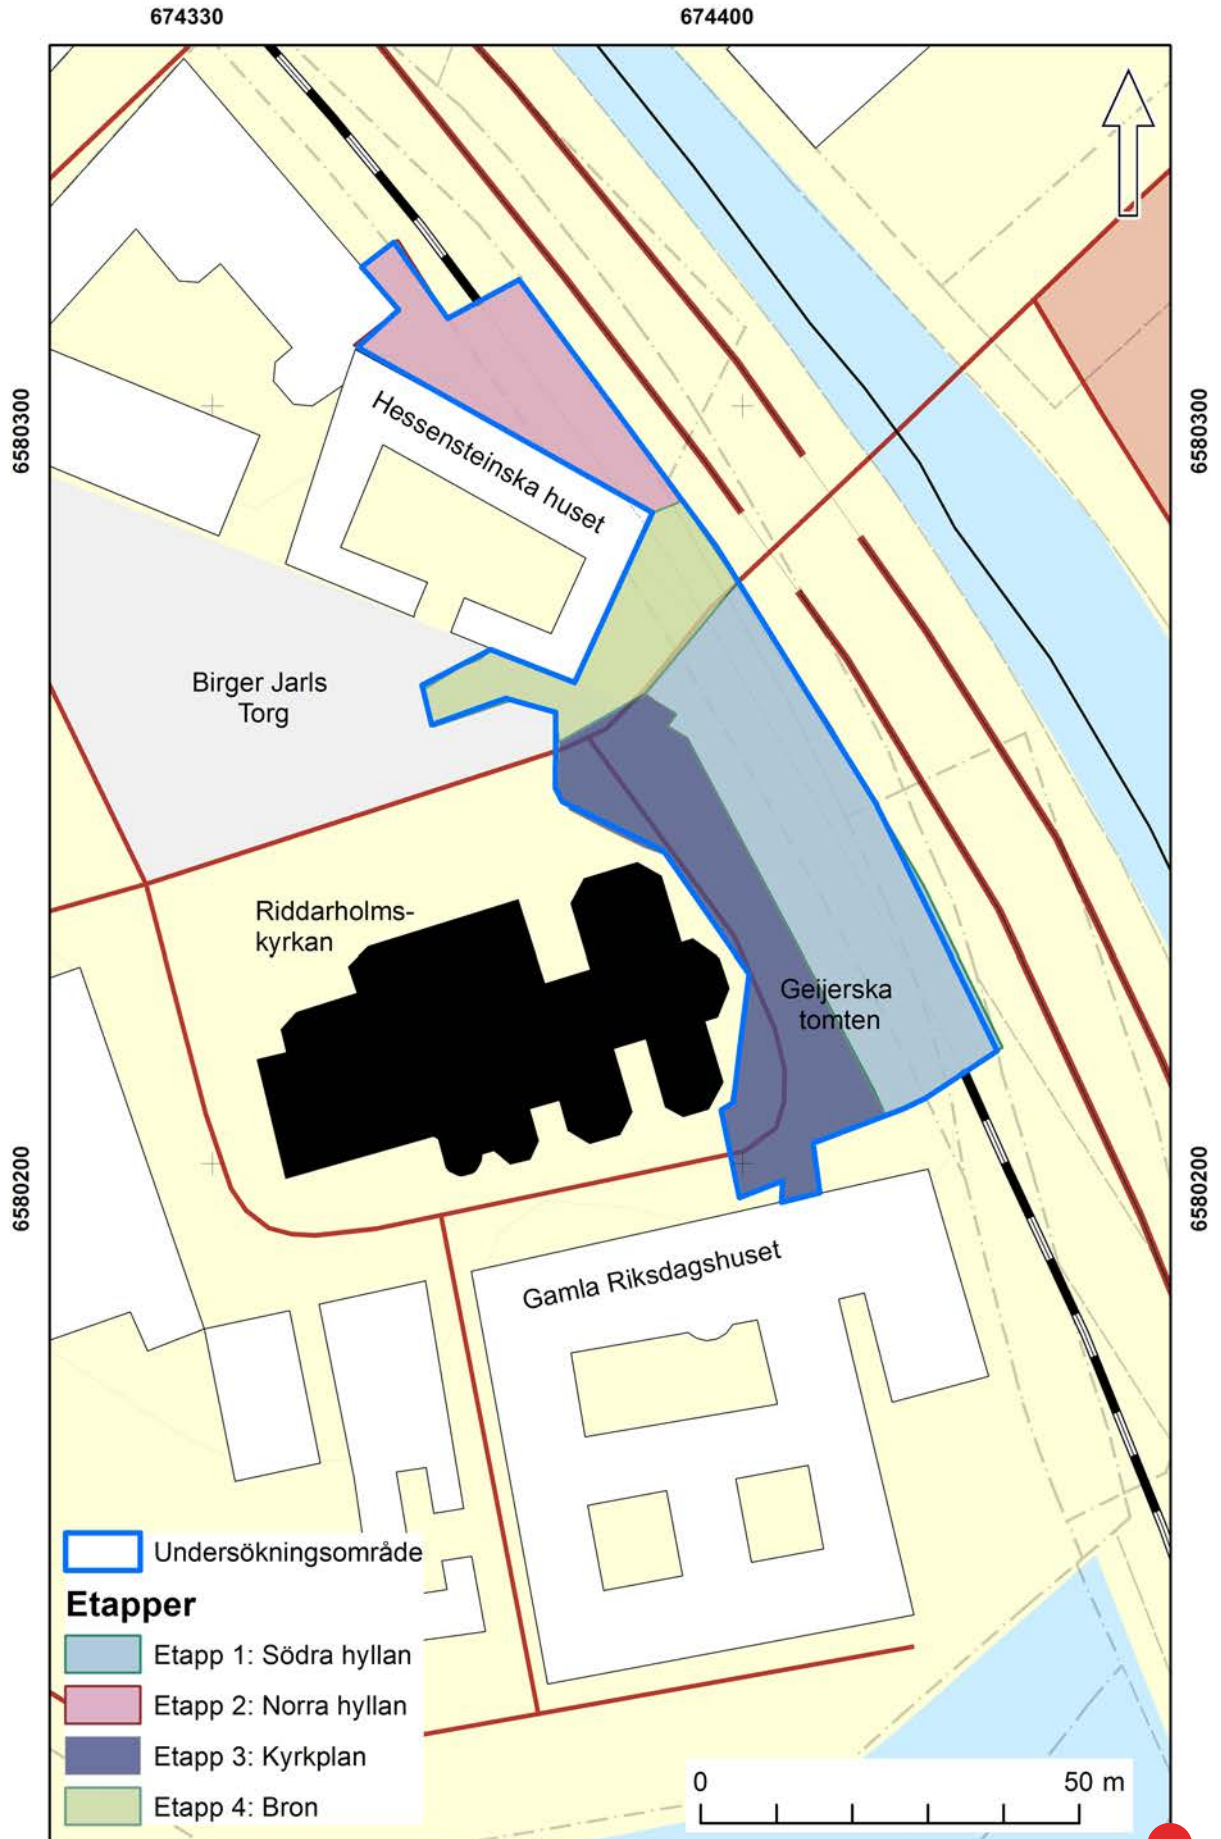 674330
674400
6580300
6580300
Hessensteinska huset
Birger Jarls
Torg
Riddarholms-
kyrkan
Geijerska
tomten
6580200
6580200
Gamla Riksdagshuset
Undersökningsområde
Etapper
Etapp 1: Södra hyllan
Etapp 2: Norra hyllan
Etapp 3: Kyrkplan
Etapp 4: Bron
0
50 m